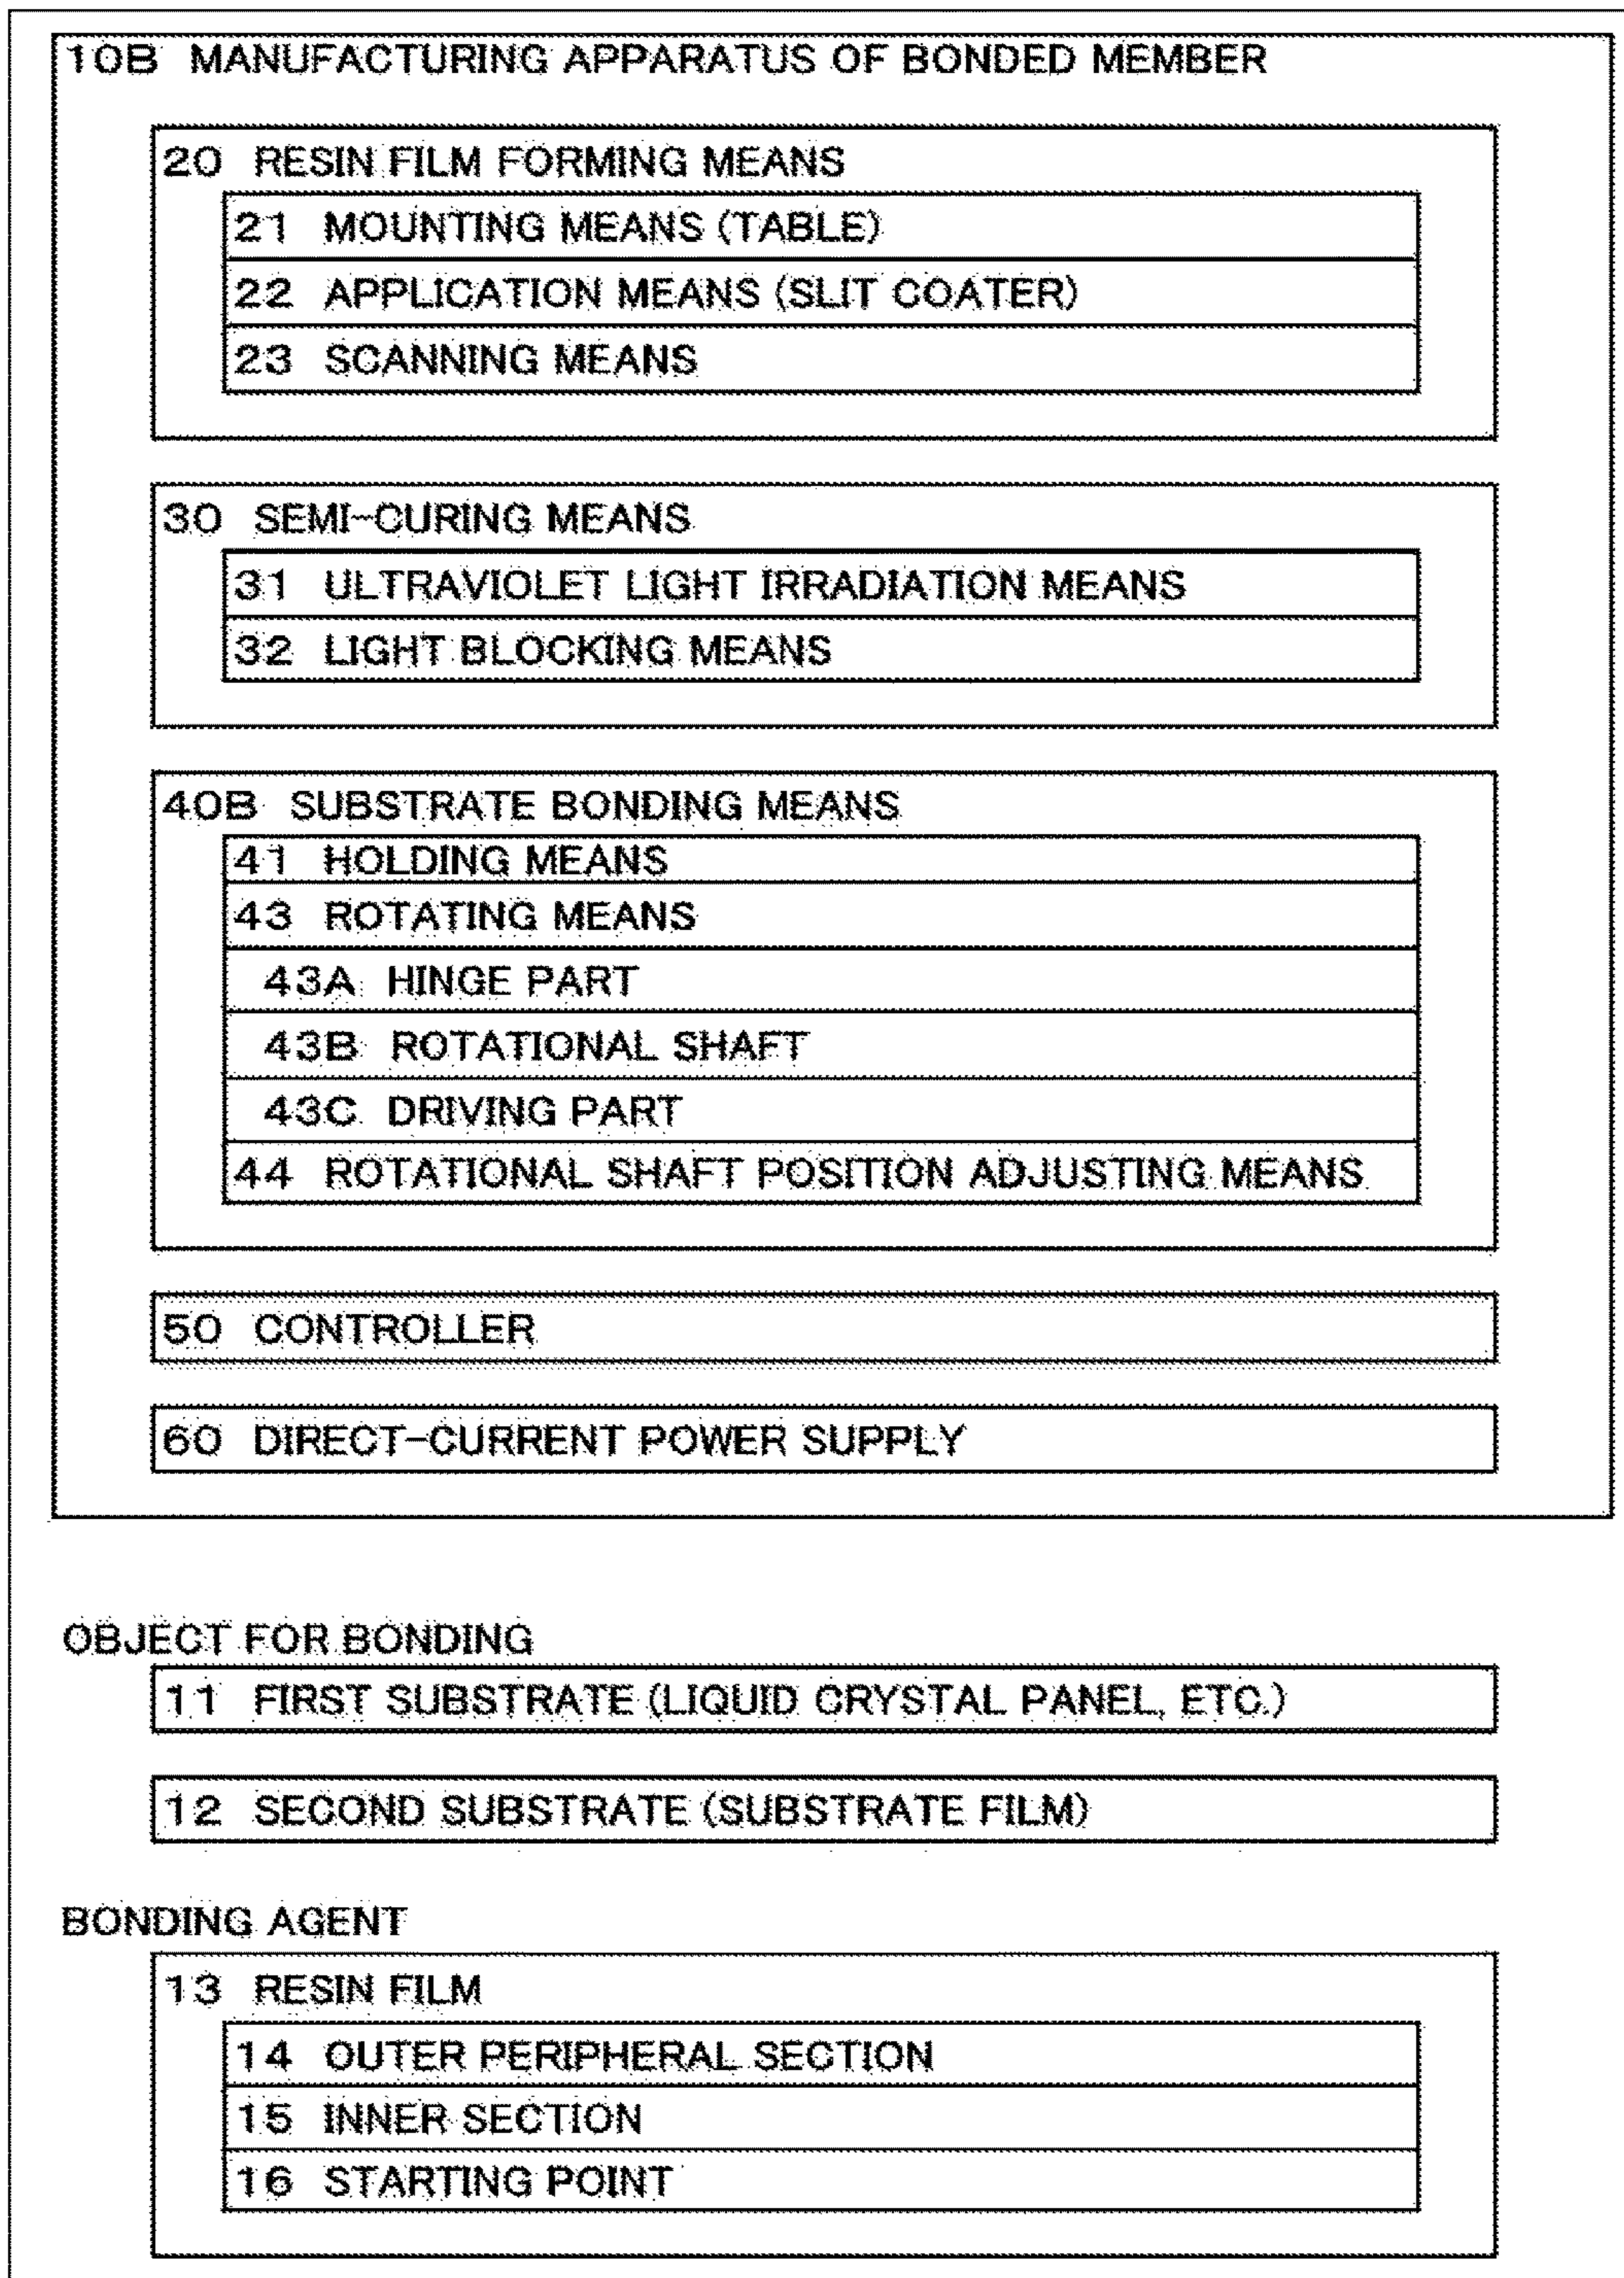 10B MANUFACTURING APPARATUS OF BONDED MEMBER
20 RESIN FILM FORMING MEANS
21 MOUNTING MEANS (TABLE)
22 APPLICATION MEANS (SLIT COATER)
23 SCANNING MEANS
30 SEMI-CURING MEANS
31 ULTRAVIOLET LIGHT IRRADIATION MEANS
32 LIGHT BLOCKING MEANS
40B SUBSTRATE BONDING MEANS
41 HOLDING MEANS
43 ROTATING MEANS
43A HINGE PART
43B ROTATIONAL SHAFT
43C DRIVING PART
44 ROTATIONAL SHAFT POSITION ADJUSTING MEANS
50 CONTROLLER
60 DIRECT-CURRENT POWER SUPPLY
OBJECT FOR BONDING
11 FIRST SUBSTRATE (LIQUID CRYSTAL PANEL, ETC.)
12 SECOND SUBSTRATE (SUBSTRATE FILM)
BONDING AGENT
13 RESIN FILM
14 OUTER PERIPHERAL SECTION
15 INNER SECTION
16 STARTING POINT